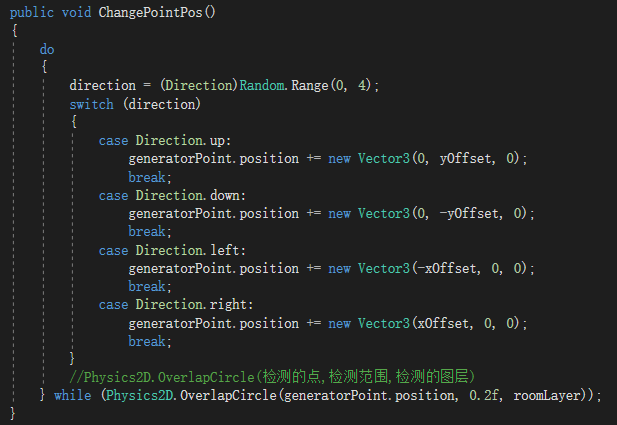 public void ChangePointPos()
{
do
{
direction = (Direction)Random.Range(0, 4);
switch (direction)
{
case Direction.up:
generatorPoint.position += new Vector3(0, yOffset, 0);
break;
case Direction.down:
generatorPoint.position += new Vector3(0, -yOffset, 0);
break;
case Direction.left:
generatorPoint.position += new Vector3(-xOffset, 0, 0);
break;
case Direction.right:
generatorPoint.position += new Vector3(xOffset, 0, 0);
break;
}
//Physics2D.OverlapCircle(检测的点,检测范围,检测的图层)
} while (Physics2D.OverlapCircle(generatorPoint.position, 0.2f, roomLayer));
}